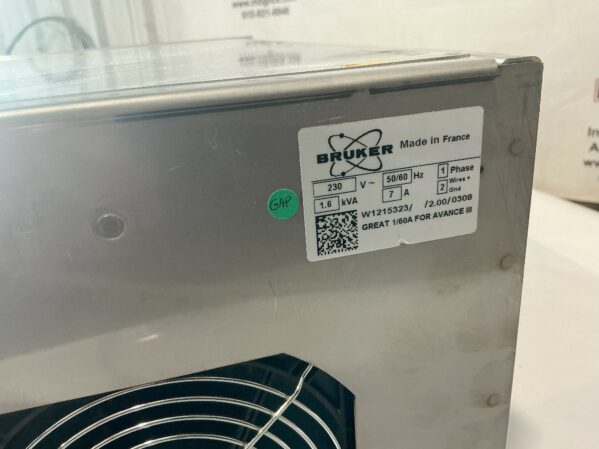 BRUKER Made in France
230 V~ 50/60 Hz 1 Phase
1.6 kVA 7 A 2 Wires + Gnd
W1215323/ /2.00/0308
GREAT 1/60A FOR AVANCE III
GAP